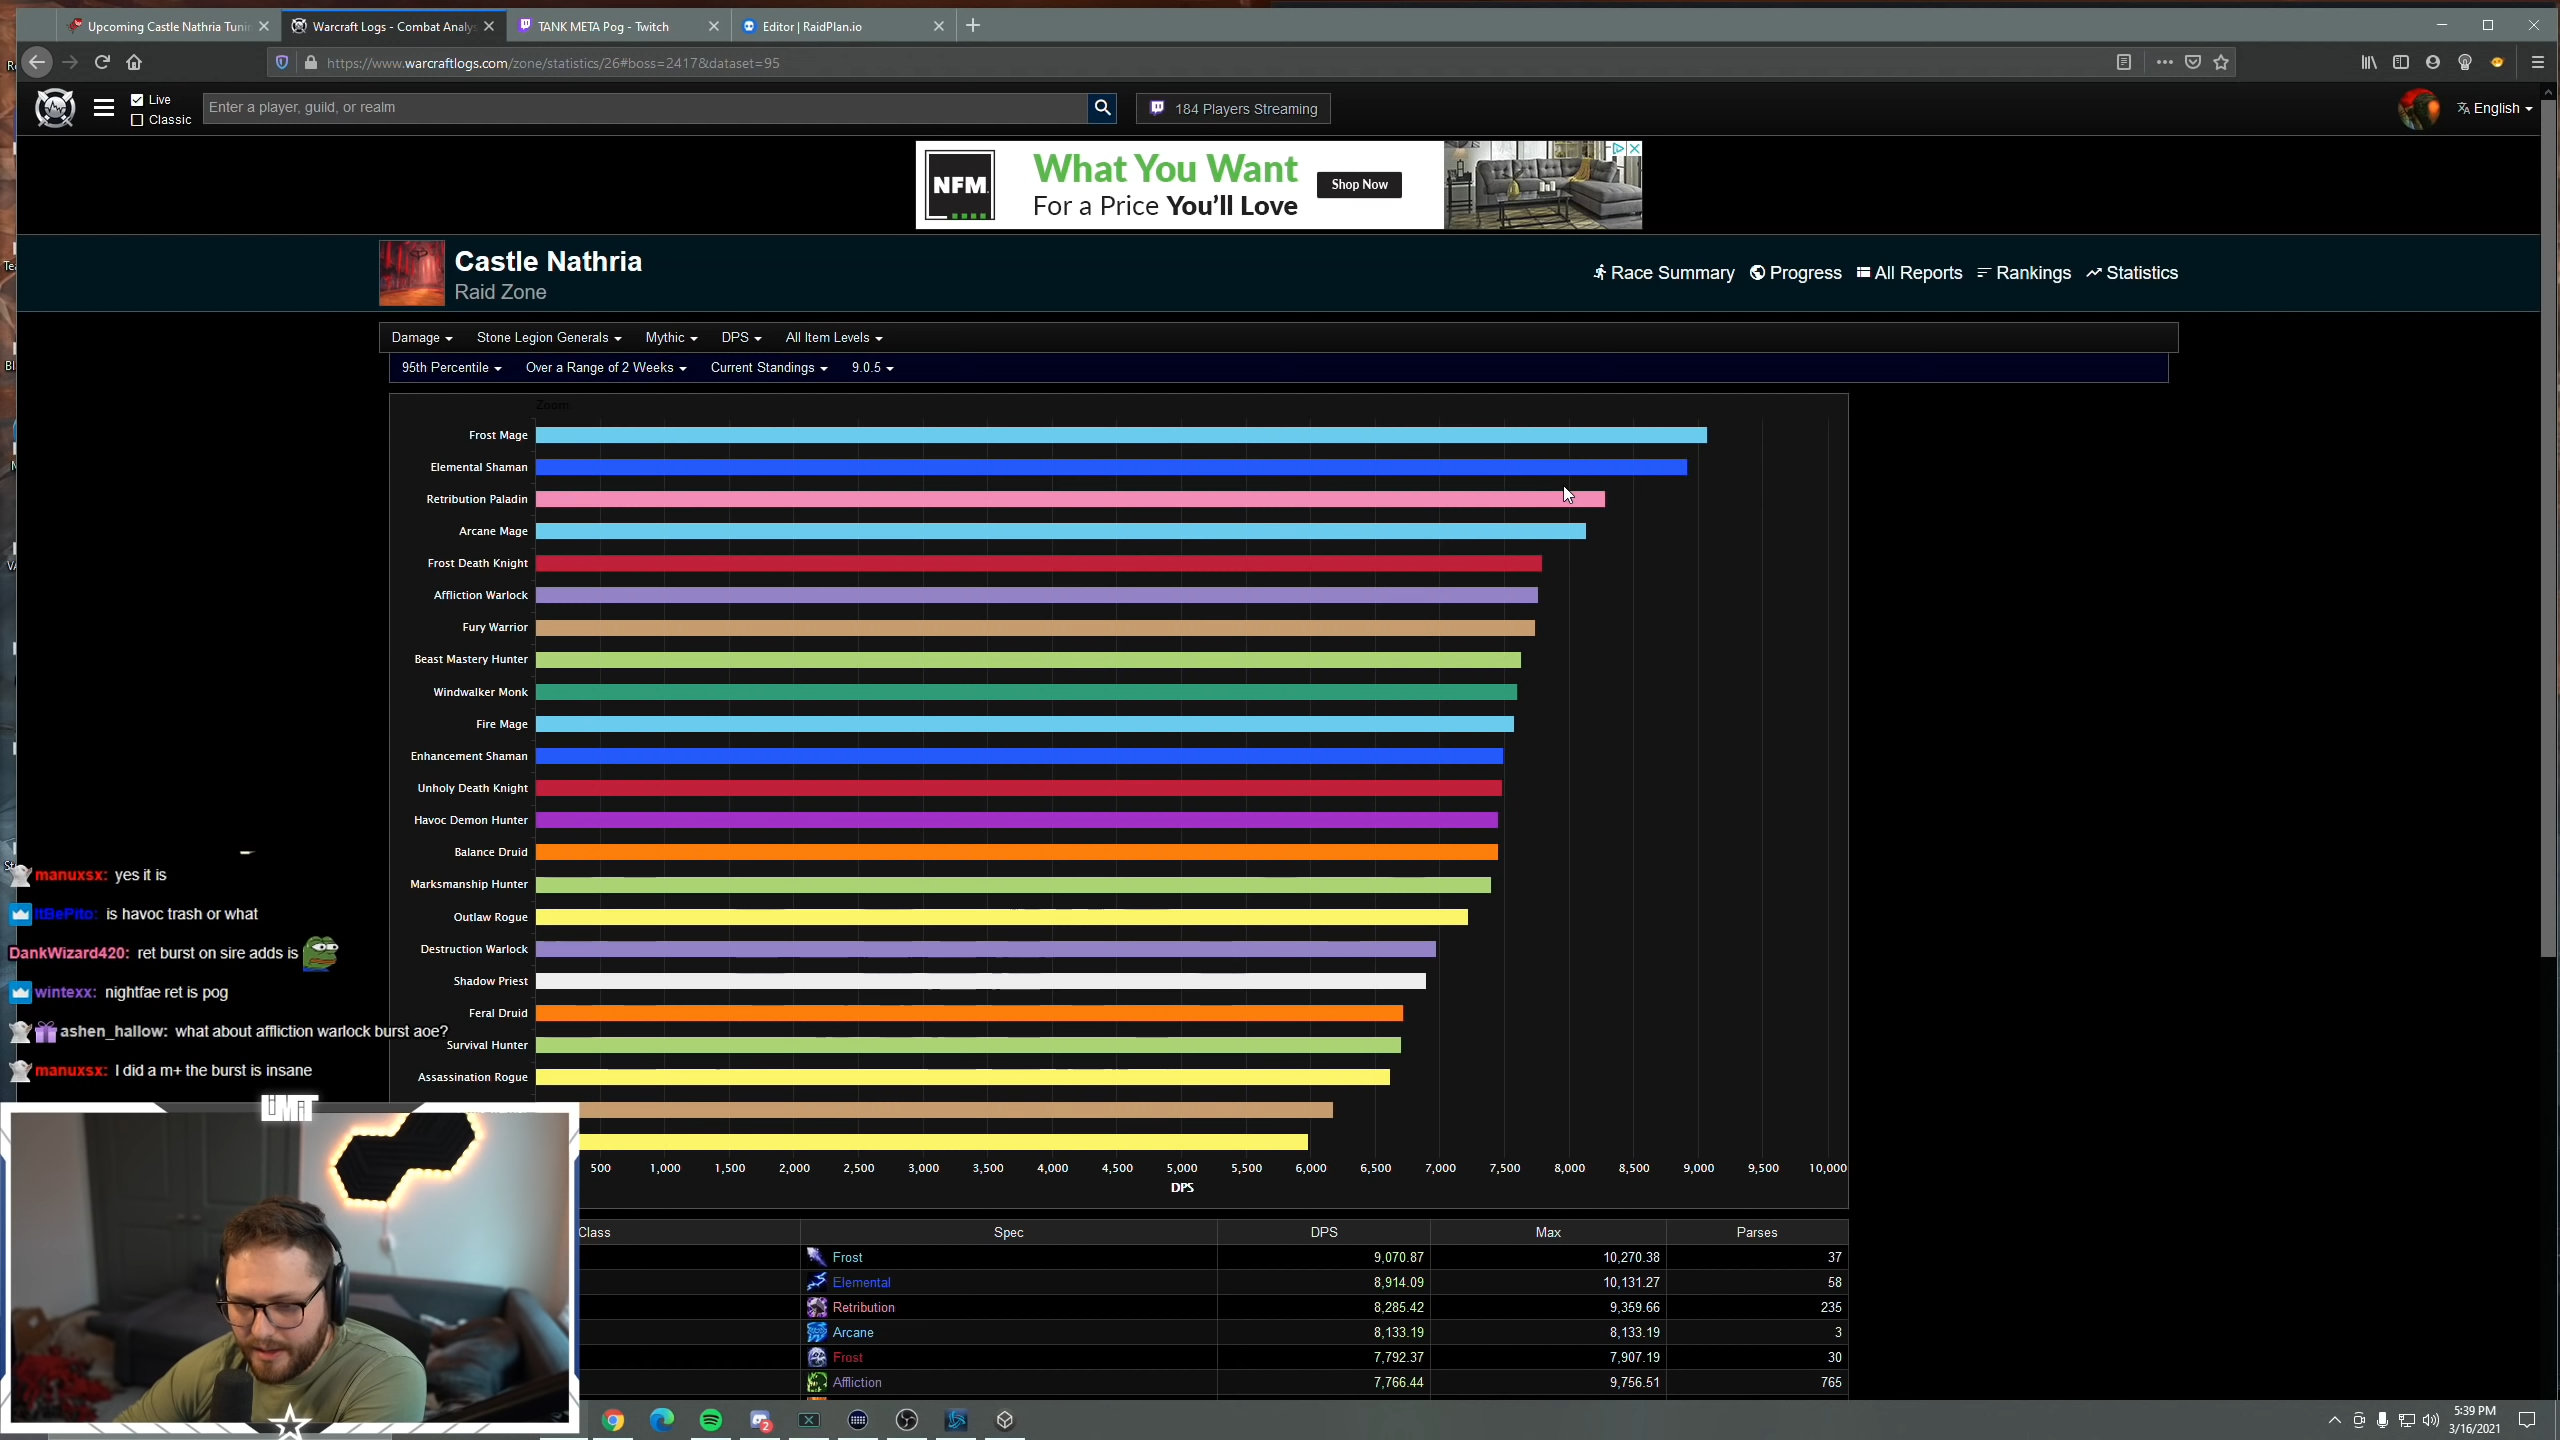 Upcoming Castle Nathria Tunin
Warcraft Logs - Combat Analys
TANK META Pog - Twitch
Editor | RaidPlan.io
https://www.warcraftlogs.com/zone/statistics/26#boss=2417&dataset=95
Live
Classic
Enter a player, guild, or realm
184 Players Streaming
English
NFM
What You Want
For a Price You'll Love
Shop Now
Castle Nathria
Raid Zone
Race Summary Progress All Reports Rankings Statistics
Damage Stone Legion Generals Mythic DPS All Item Levels
95th Percentile Over a Range of 2 Weeks Current Standings 9.0.5
Zoom
Frost Mage
Elemental Shaman
Retribution Paladin
Arcane Mage
Frost Death Knight
Affliction Warlock
Fury Warrior
Beast Mastery Hunter
Windwalker Monk
Fire Mage
Enhancement Shaman
Unholy Death Knight
Havoc Demon Hunter
Balance Druid
Marksmanship Hunter
Outlaw Rogue
Destruction Warlock
Shadow Priest
Feral Druid
Survival Hunter
Assassination Rogue
500 1,000 1,500 2,000 2,500 3,000 3,500 4,000 4,500 5,000 5,500 6,000 6,500 7,000 7,500 8,000 8,500 9,000 9,500 10,000
DPS
manuxsx: yes it is
ItBePito: is havoc trash or what
DankWizard420: ret burst on sire adds is
wintexx: nightfae ret is pog
ashen_hallow: what about affliction warlock burst aoe?
manuxsx: I did a m+ the burst is insane
LIMIT
Class Spec DPS Max Parses
Frost 9,070.87 10,270.38 37
Elemental 8,914.09 10,131.27 58
Retribution 8,285.42 9,359.66 235
Arcane 8,133.19 8,133.19 3
Frost 7,792.37 7,907.19 30
Affliction 7,766.44 9,756.51 765
2
5:39 PM
3/16/2021